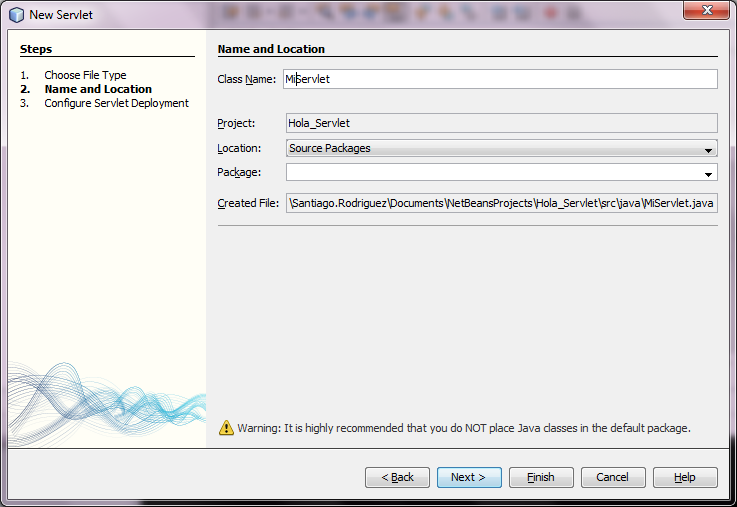 New Servlet
Steps
1. Choose File Type
2. Name and Location
3. Configure Servlet Deployment
Name and Location
Class Name: MiServlet
Project: Hola_Servlet
Location: Source Packages
Package:
Created File: \Santiago.Rodriguez\Documents\NetBeansProjects\Hola_Servlet\src\java\MiServlet.java
Warning: It is highly recommended that you do NOT place Java classes in the default package.
< Back Next > Finish Cancel Help